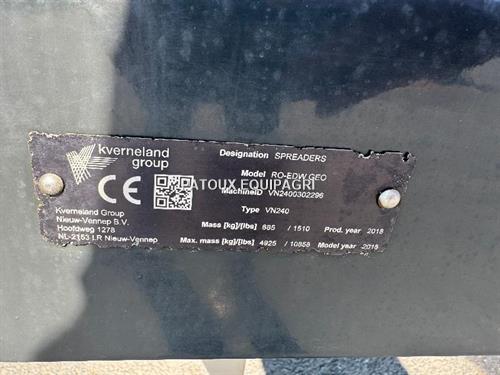 kverneland
group
Designation SPREADERS
Model RO-EDW GEO
MachineID VN2400302296
Type VN240
Mass [kg]/[lbs] 685 / 1510 Prod. year 2018
Max. mass [kg]/[lbs] 4925 / 10858 Model year 2018
CE
Kverneland Group
Nieuw-Vennep B.V.
Hoofdweg 1278
NL-2153 LR Nieuw-Vennep
PATOUX EQUIPAGRI